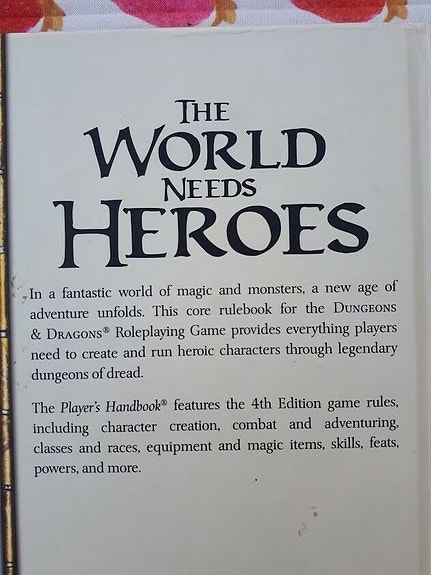 THE
WORLD
NEEDS
HEROES
In a fantastic world of magic and monsters, a new age of
adventure unfolds. This core rulebook for the DUNGEONS
& DRAGONS® Roleplaying Game provides everything players
need to create and run heroic characters through legendary
dungeons of dread.
The Player's Handbook® features the 4th Edition game rules,
including character creation, combat and adventuring,
classes and races, equipment and magic items, skills, feats,
powers, and more.